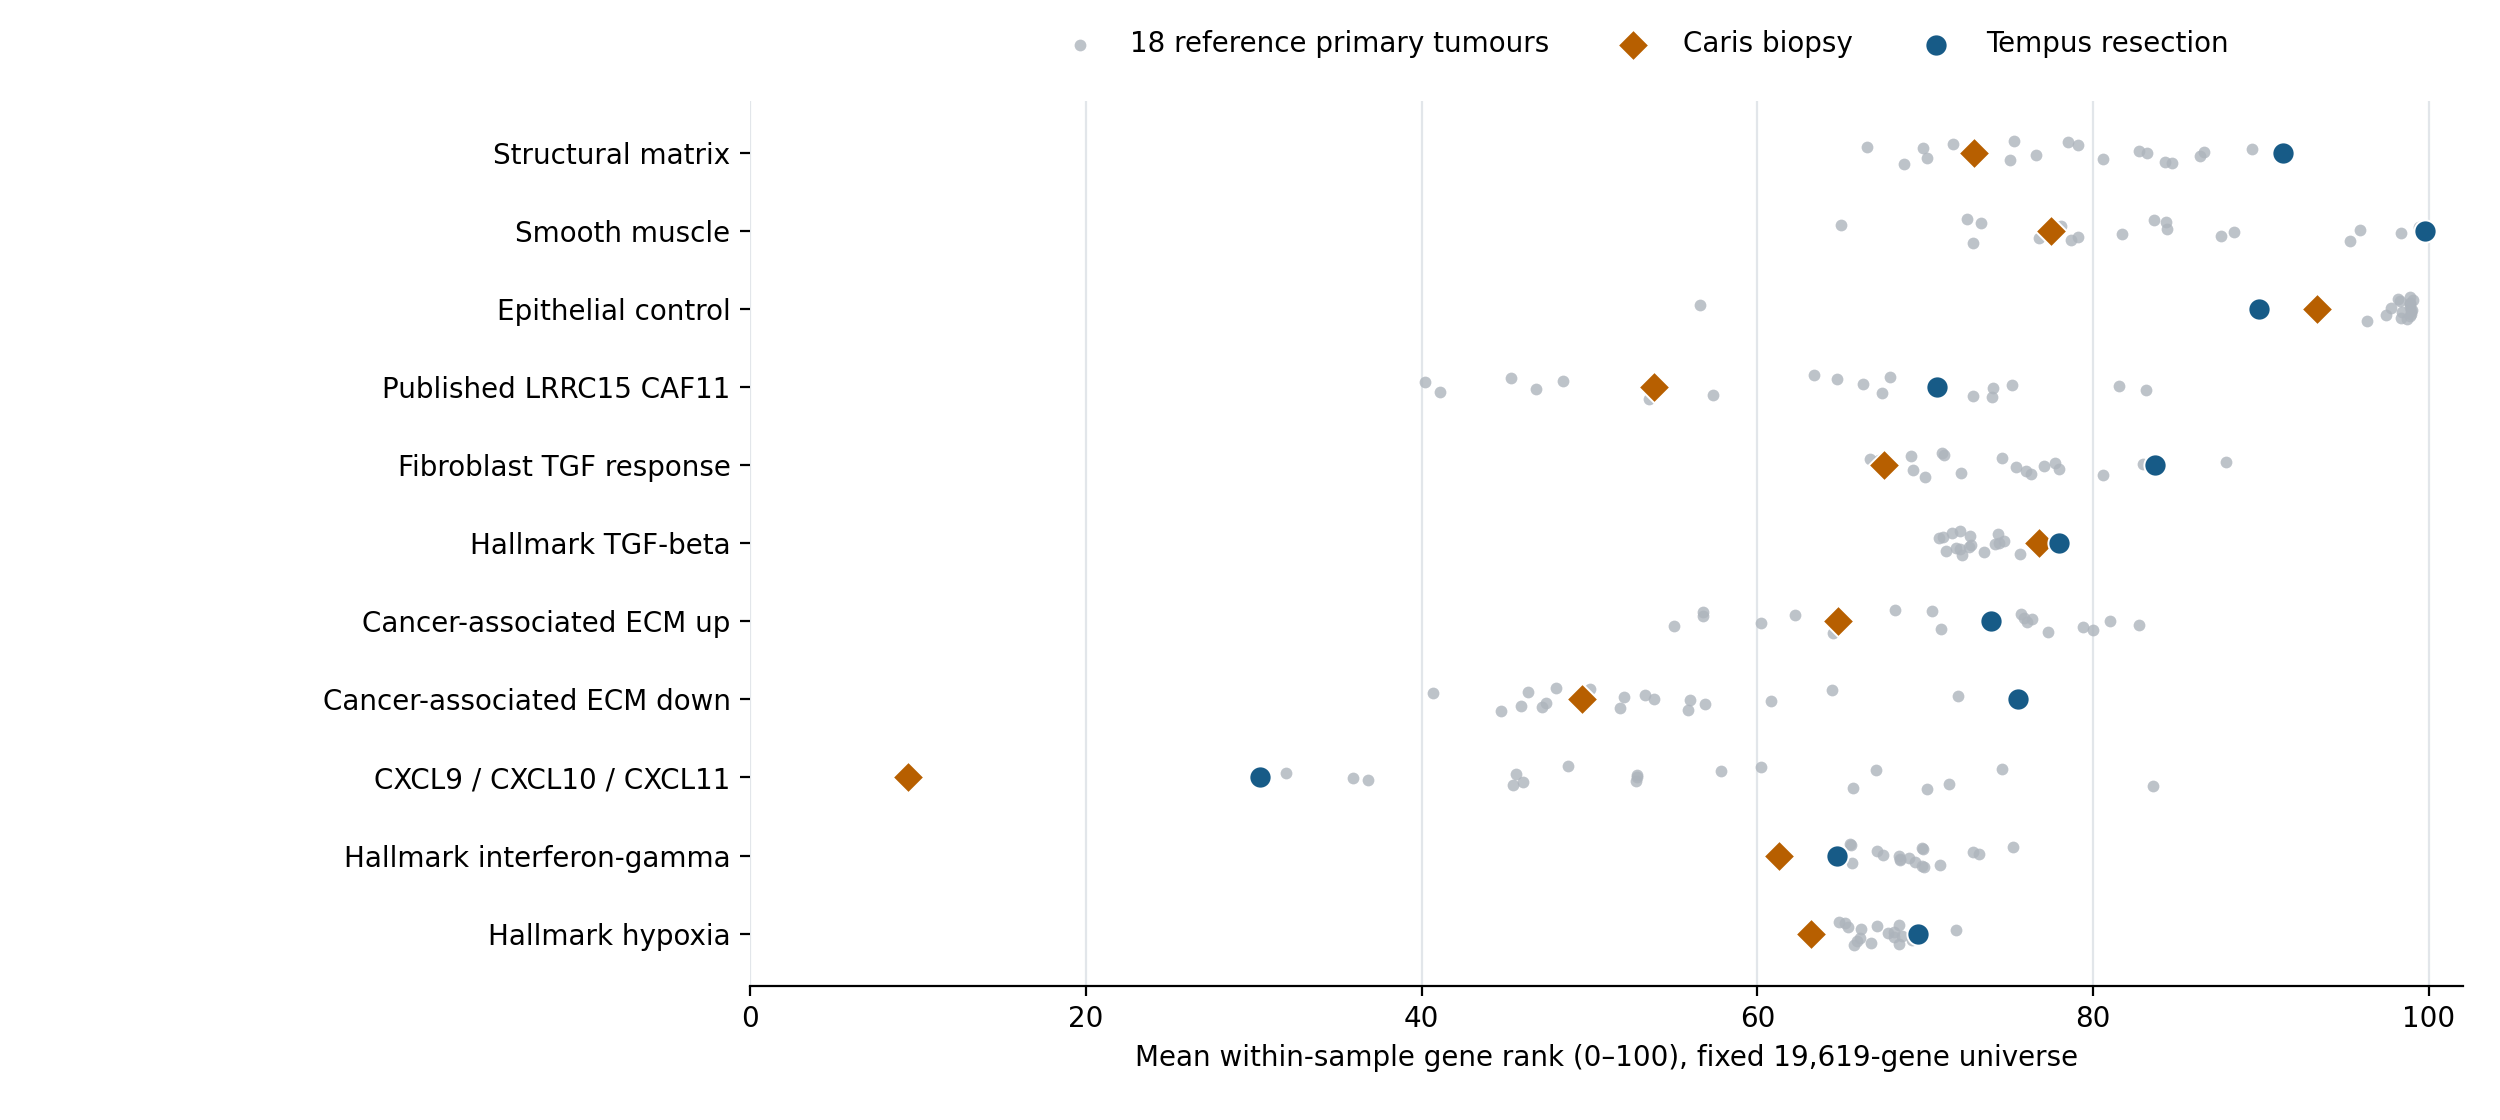 18 reference primary tumours
Caris biopsy
Tempus resection
Structural matrix
Smooth muscle
Epithelial control
Published LRRC15 CAF11
Fibroblast TGF response
Hallmark TGF-beta
Cancer-associated ECM up
Cancer-associated ECM down
CXCL9 / CXCL10 / CXCL11
Hallmark interferon-gamma
Hallmark hypoxia
0 20 40 60 80 100
Mean within-sample gene rank (0–100), fixed 19,619-gene universe